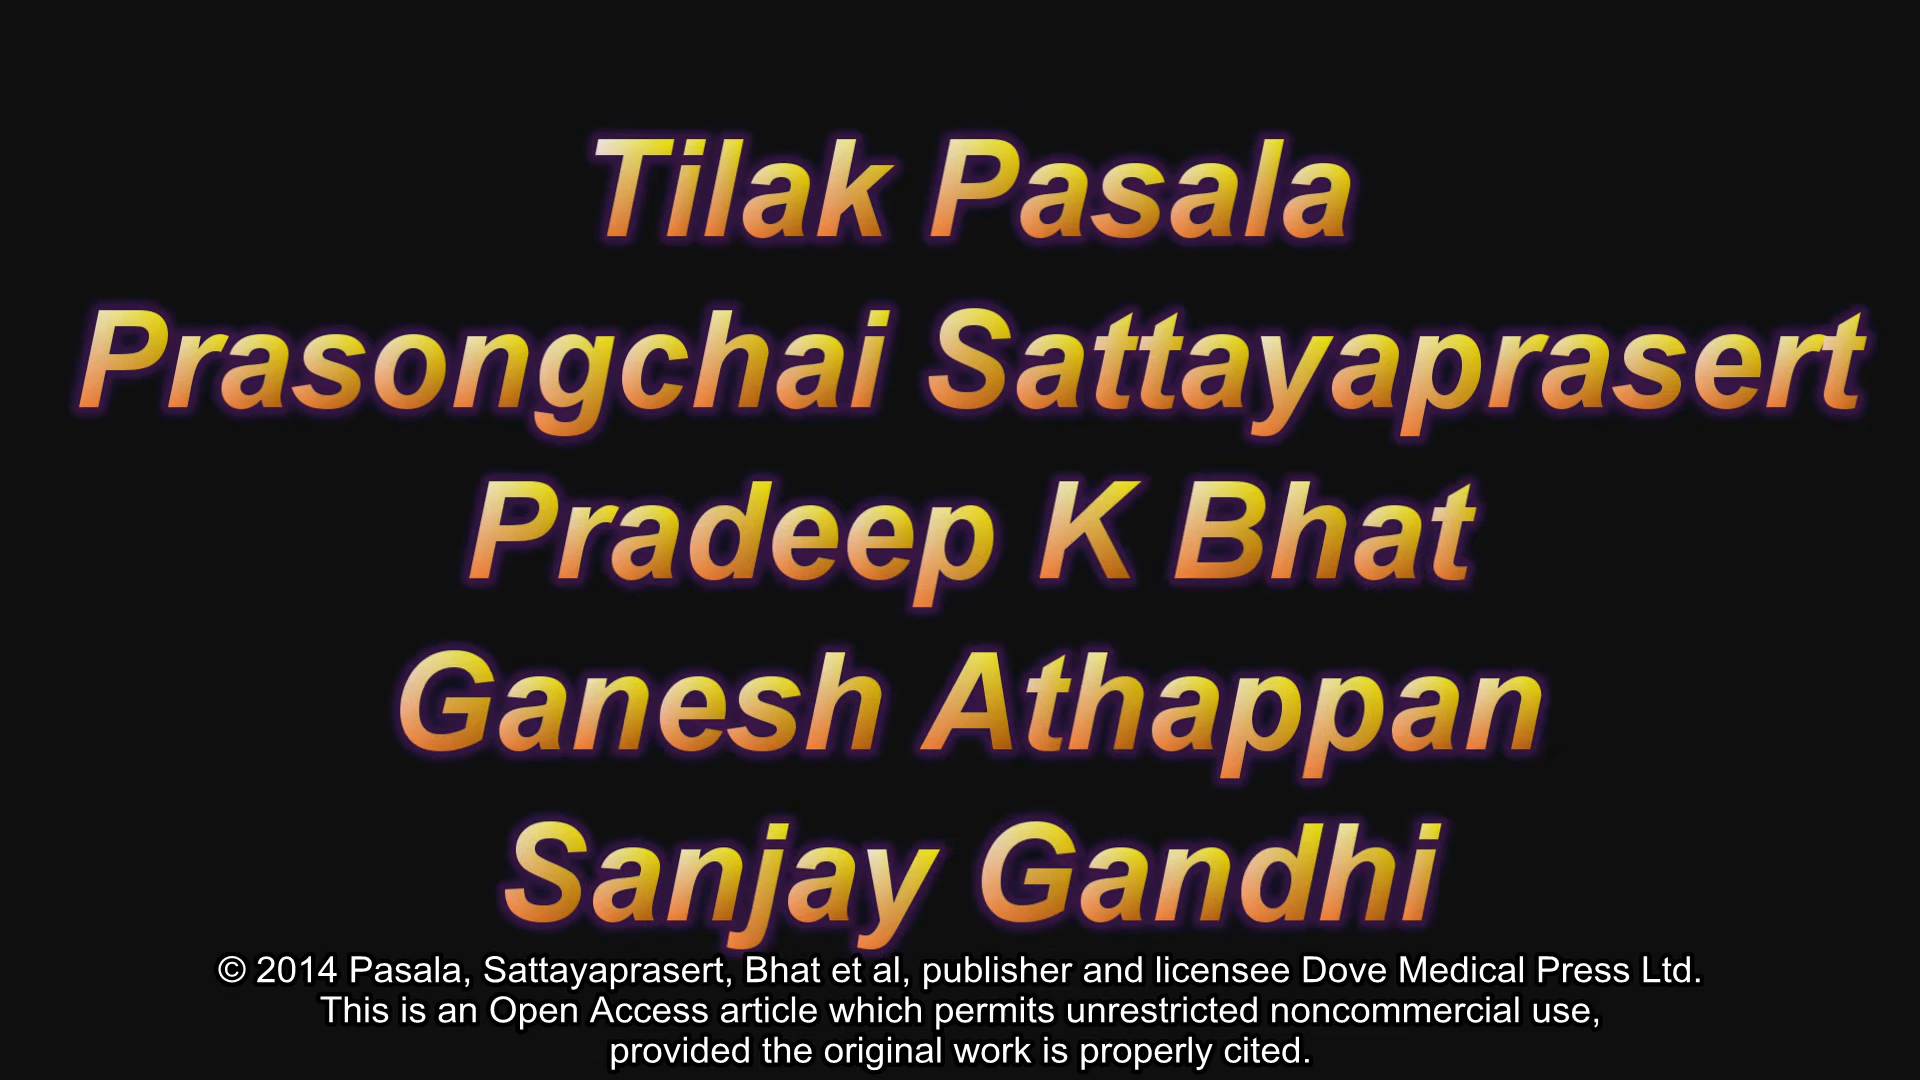 Tilak Pasala
Prasongchai Sattayaprasert
Pradeep K Bhat
Ganesh Athappan
Sanjay Gandhi
© 2014 Pasala, Sattayaprasert, Bhat et al, publisher and licensee Dove Medical Press Ltd.
This is an Open Access article which permits unrestricted noncommercial use,
provided the original work is properly cited.